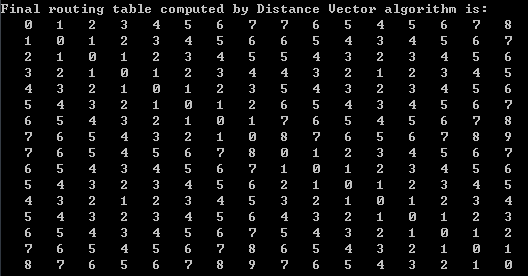 Final routing table computed by Distance Vector algorithm is:
0 1 2 3 4 5 6 7 7 6 5 4 5 6 7 8
1 0 1 2 3 4 5 6 6 5 4 3 4 5 6 7
2 1 0 1 2 3 4 5 5 4 3 2 3 4 5 6
3 2 1 0 1 2 3 4 4 3 2 1 2 3 4 5
4 3 2 1 0 1 2 3 5 4 3 2 3 4 5 6
5 4 3 2 1 0 1 2 6 5 4 3 4 5 6 7
6 5 4 3 2 1 0 1 7 6 5 4 5 6 7 8
7 6 5 4 3 2 1 0 8 7 6 5 6 7 8 9
7 6 5 4 5 6 7 8 0 1 2 3 4 5 6 7
6 5 4 3 4 5 6 7 1 0 1 2 3 4 5 6
5 4 3 2 3 4 5 6 2 1 0 1 2 3 4 5
4 3 2 1 2 3 4 5 3 2 1 0 1 2 3 4
5 4 3 2 3 4 5 6 4 3 2 1 0 1 2 3
6 5 4 3 4 5 6 7 5 4 3 2 1 0 1 2
7 6 5 4 5 6 7 8 6 5 4 3 2 1 0 1
8 7 6 5 6 7 8 9 7 6 5 4 3 2 1 0